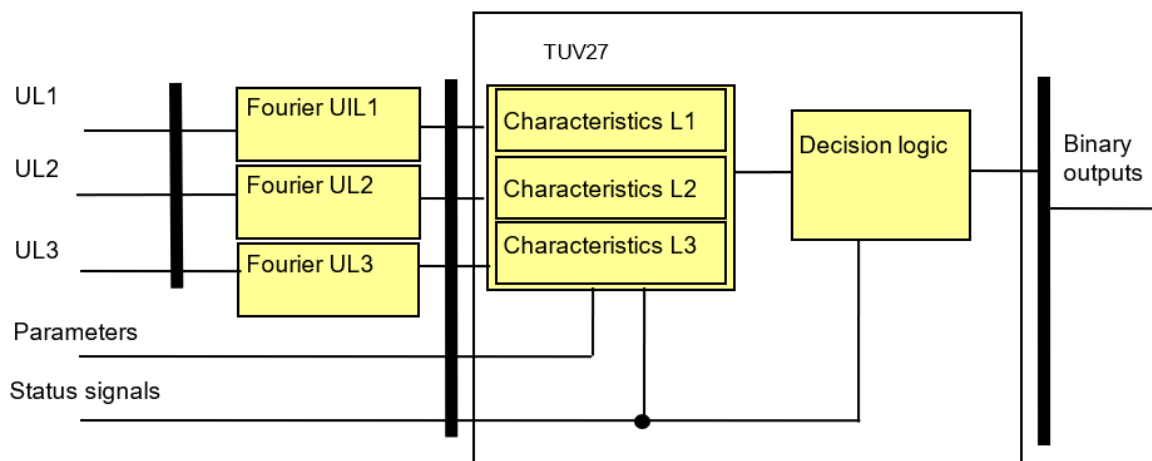 TUV27
UL1
Fourier UIL1
Characteristics L1
Decision logic
Binary
outputs
UL2
Fourier UL2
Characteristics L2
UL3
Fourier UL3
Characteristics L3
Parameters
Status signals